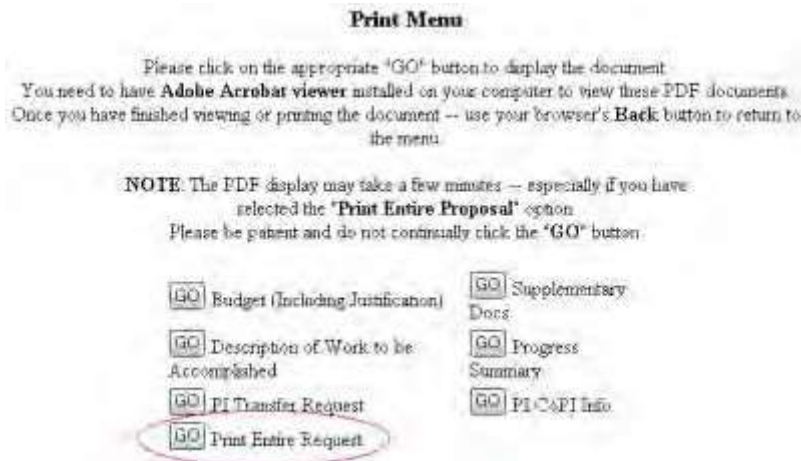 Print Menu
Please click on the appropriate "GO" button to display the document
You need to have Adobe Acrobat viewer installed on your computer to view these PDF documents
Once you have finished viewing or printing the document -- use your browser's Back button to return to
the menu
NOTE: The PDF display may take a few minutes -- especially if you have
selected the "Print Entire Proposal" option
Please be patient and do not continually click the "GO" button
GO Budget (Including Justification)
GO Supplementary
Docs
GO Description of Work to be
Accomplished
GO Progress
Summary
GO PI Transfer Request
GO PI/CoPI Info
GO Print Entire Request